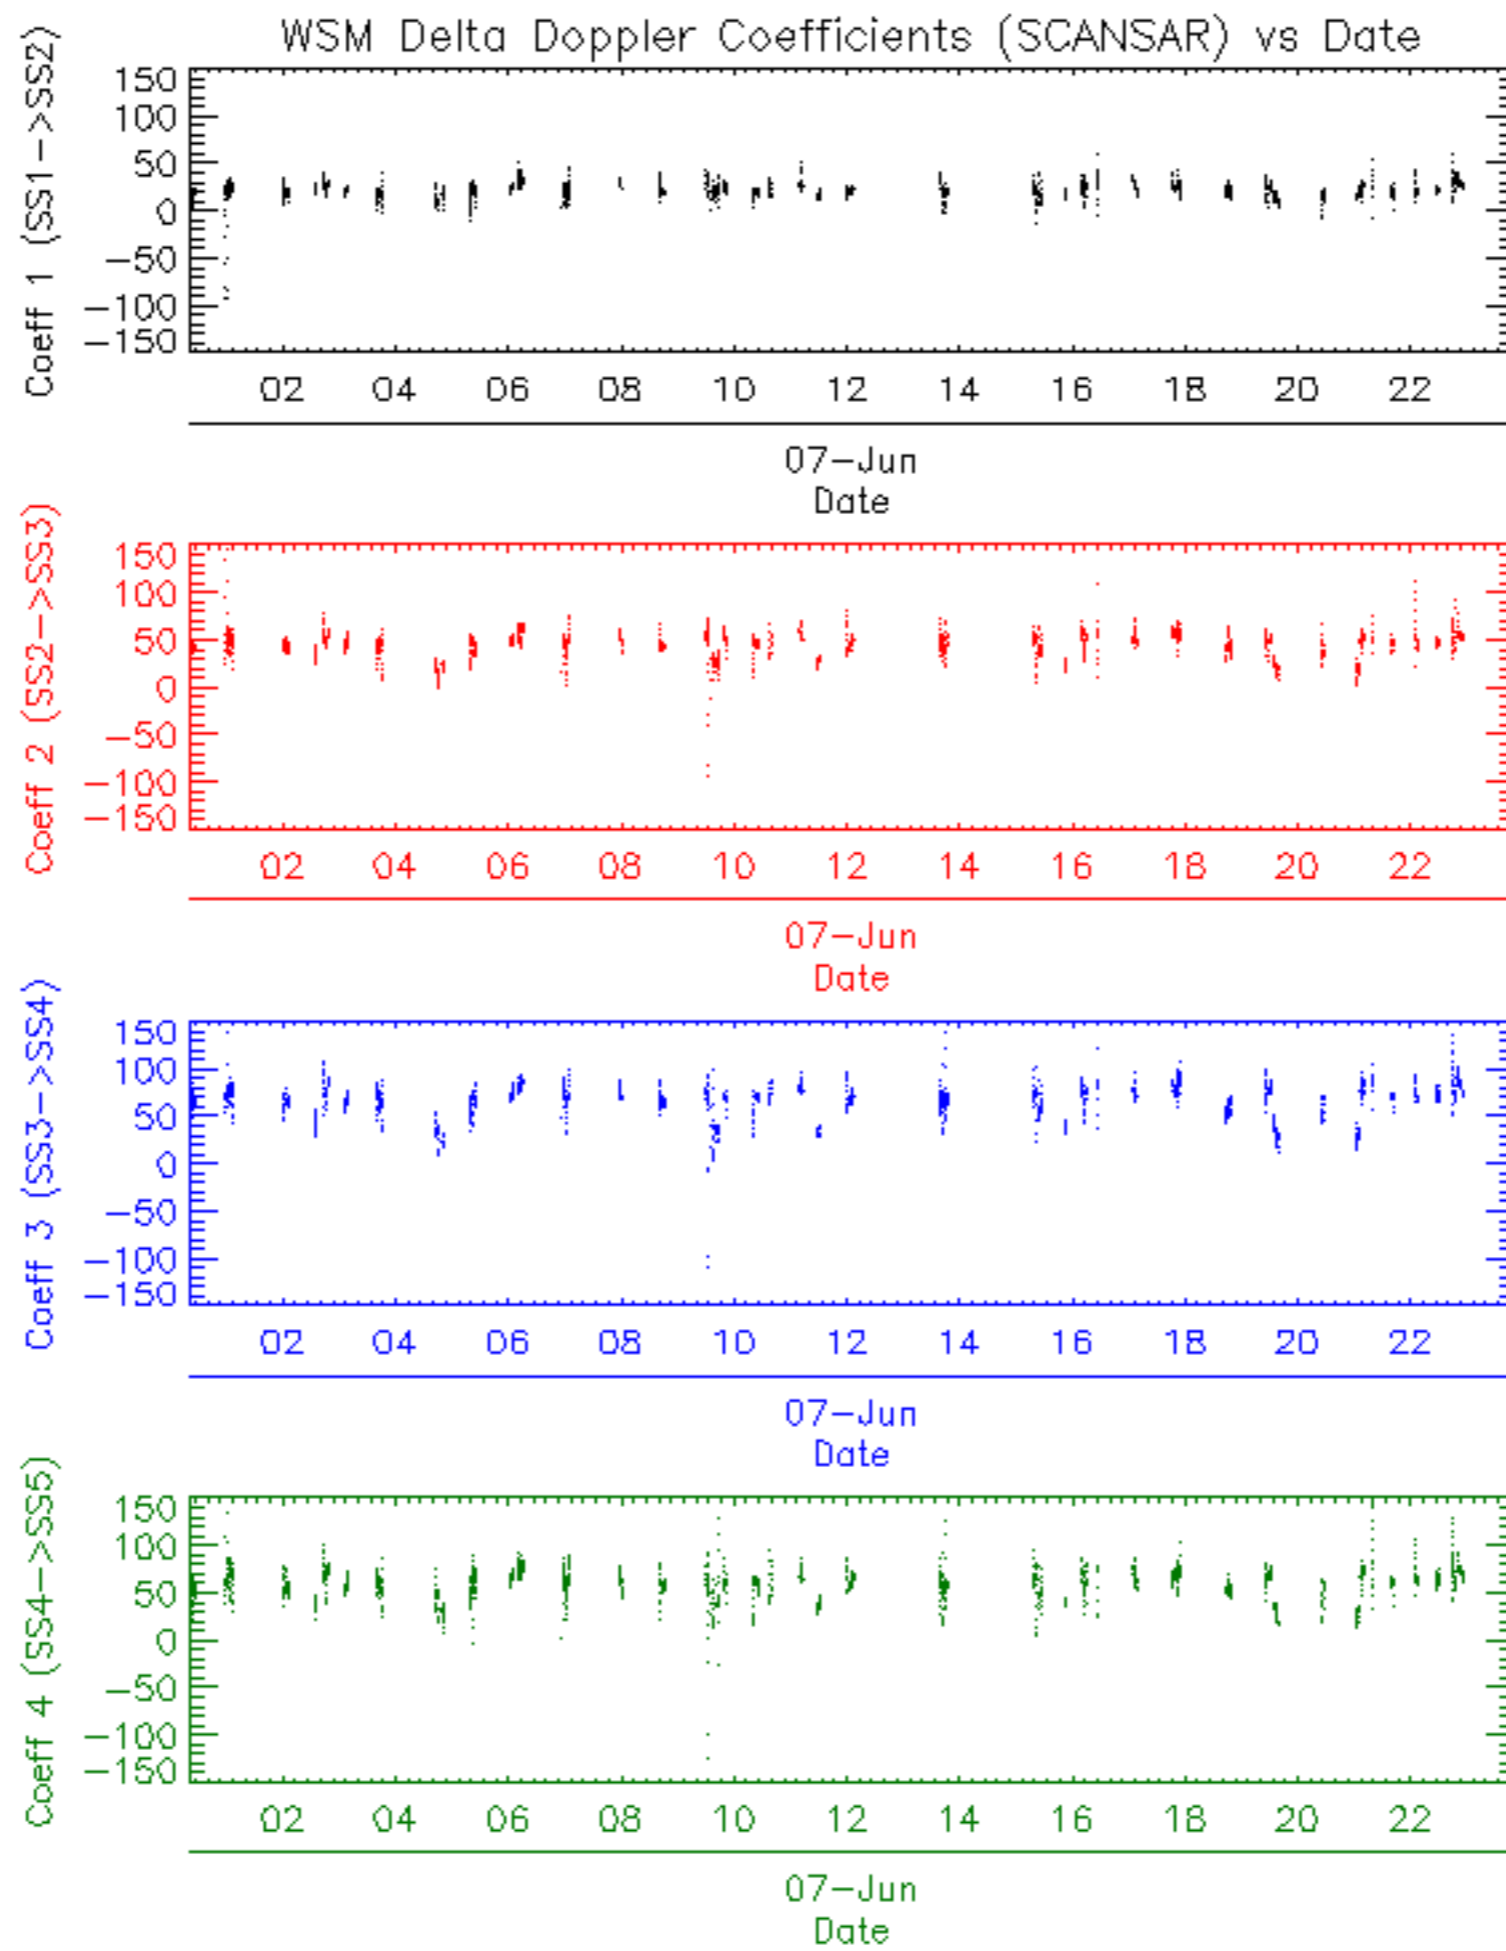 WSM Delta Doppler Coefficients (SCANSAR) vs Date
Coeff 1 (SS1->SS2)
150
100
50
0
-50
-100
-150
02 04 06 08 10 12 14 16 18 20 22
07-Jun
Date
Coeff 2 (SS2->SS3)
150
100
50
0
-50
-100
-150
02 04 06 08 10 12 14 16 18 20 22
07-Jun
Date
Coeff 3 (SS3->SS4)
150
100
50
0
-50
-100
-150
02 04 06 08 10 12 14 16 18 20 22
07-Jun
Date
Coeff 4 (SS4->SS5)
150
100
50
0
-50
-100
-150
02 04 06 08 10 12 14 16 18 20 22
07-Jun
Date